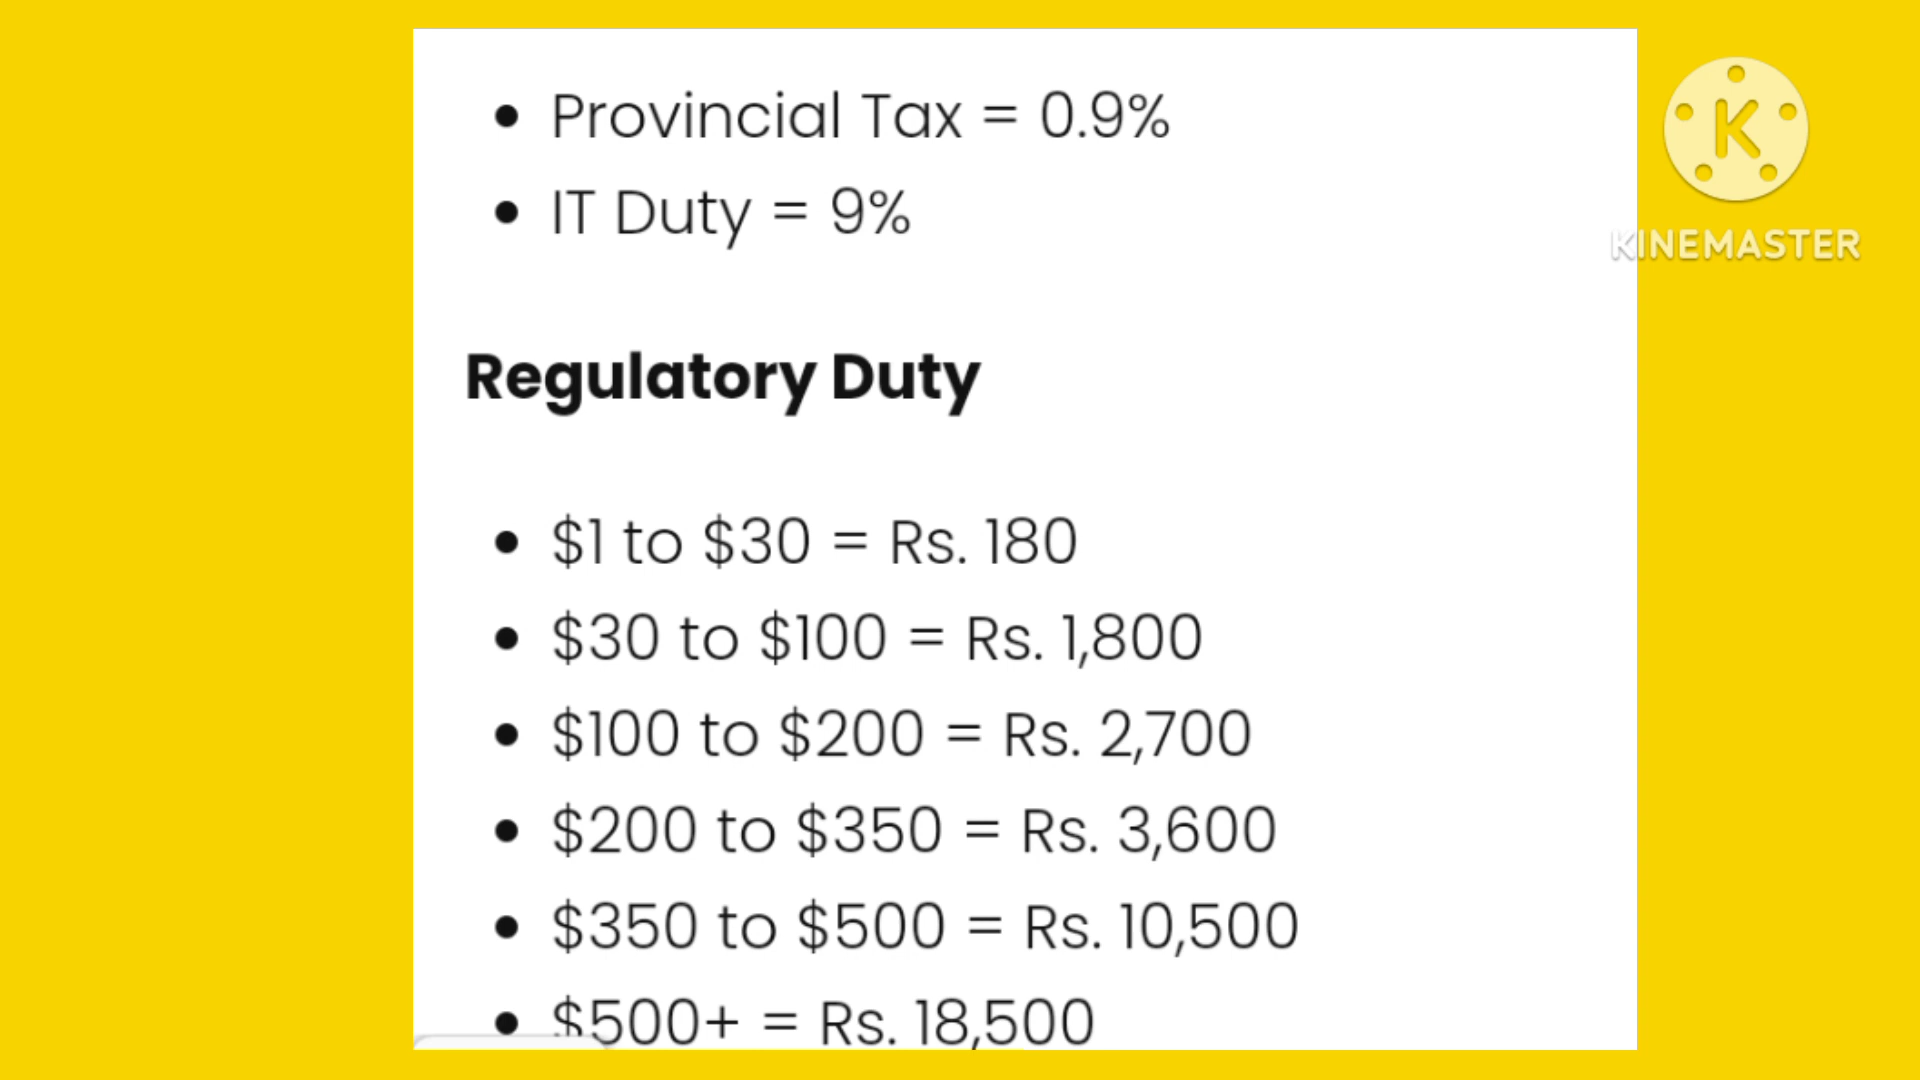 • Provincial Tax = 0.9%
• IT Duty = 9%
Regulatory Duty
• $1 to $30 = Rs. 180
• $30 to $100 = Rs. 1,800
• $100 to $200 = Rs. 2,700
• $200 to $350 = Rs. 3,600
• $350 to $500 = Rs. 10,500
• $500+ = Rs. 18,500
K
KINEMASTER